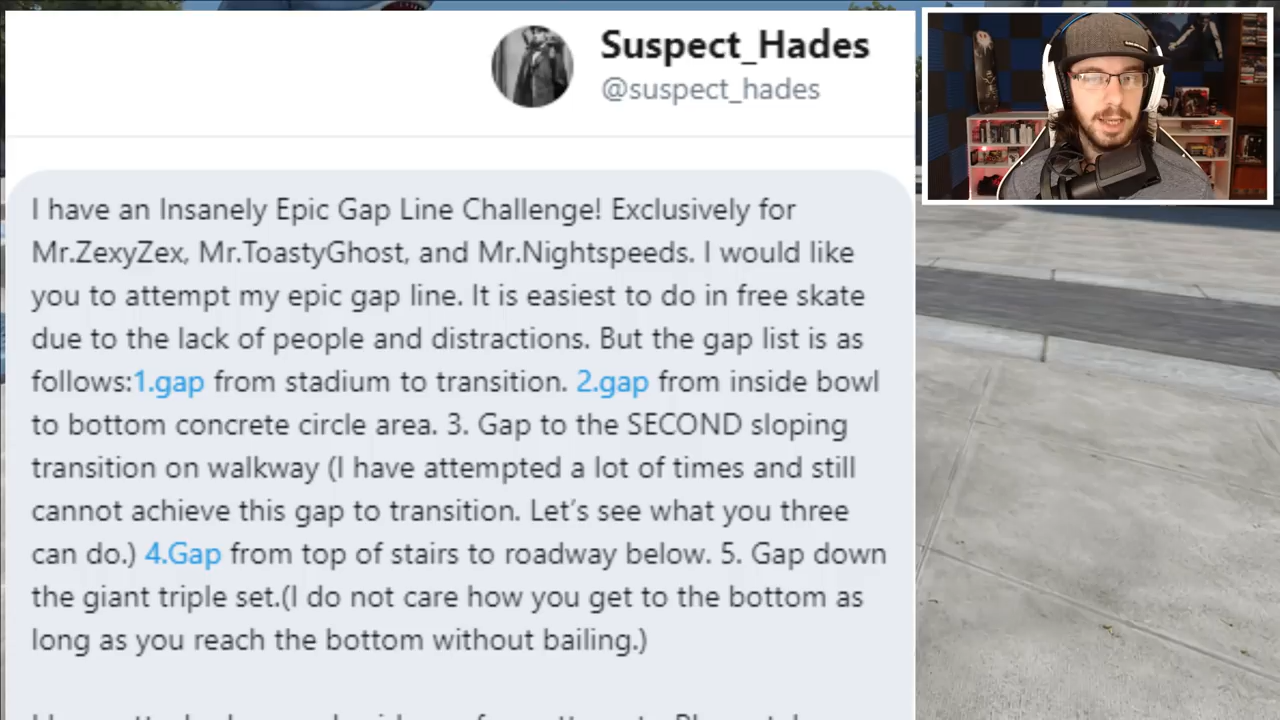 Suspect_Hades
@suspect_hades
I have an Insanely Epic Gap Line Challenge! Exclusively for
Mr.ZexyZex, Mr.ToastyGhost, and Mr.Nightspeeds. I would like
you to attempt my epic gap line. It is easiest to do in free skate
due to the lack of people and distractions. But the gap list is as
follows:1.gap from stadium to transition. 2.gap from inside bowl
to bottom concrete circle area. 3. Gap to the SECOND sloping
transition on walkway (I have attempted a lot of times and still
cannot achieve this gap to transition. Let’s see what you three
can do.) 4.Gap from top of stairs to roadway below. 5. Gap down
the giant triple set.(I do not care how you get to the bottom as
long as you reach the bottom without bailing.)